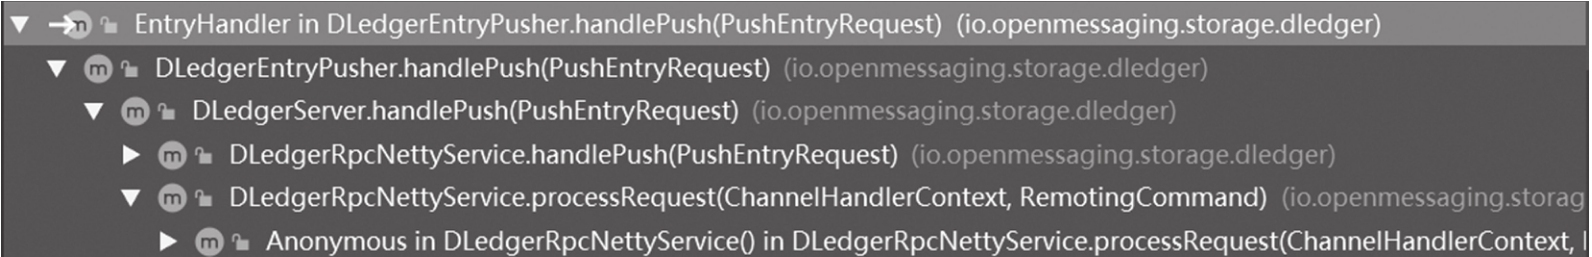 EntryHandler in DLedgerEntryPusher.handlePush(PushEntryRequest) (io.openmessaging.storage.dledger)
m DLedgerEntryPusher.handlePush(PushEntryRequest) (io.openmessaging.storage.dledger)
m DLedgerServer.handlePush(PushEntryRequest) (io.openmessaging.storage.dledger)
m DLedgerRpcNettyService.handlePush(PushEntryRequest) (io.openmessaging.storage.dledger)
m DLedgerRpcNettyService.processRequest(ChannelHandlerContext, RemotingCommand) (io.openmessaging.storag
m Anonymous in DLedgerRpcNettyService() in DLedgerRpcNettyService.processRequest(ChannelHandlerContext,